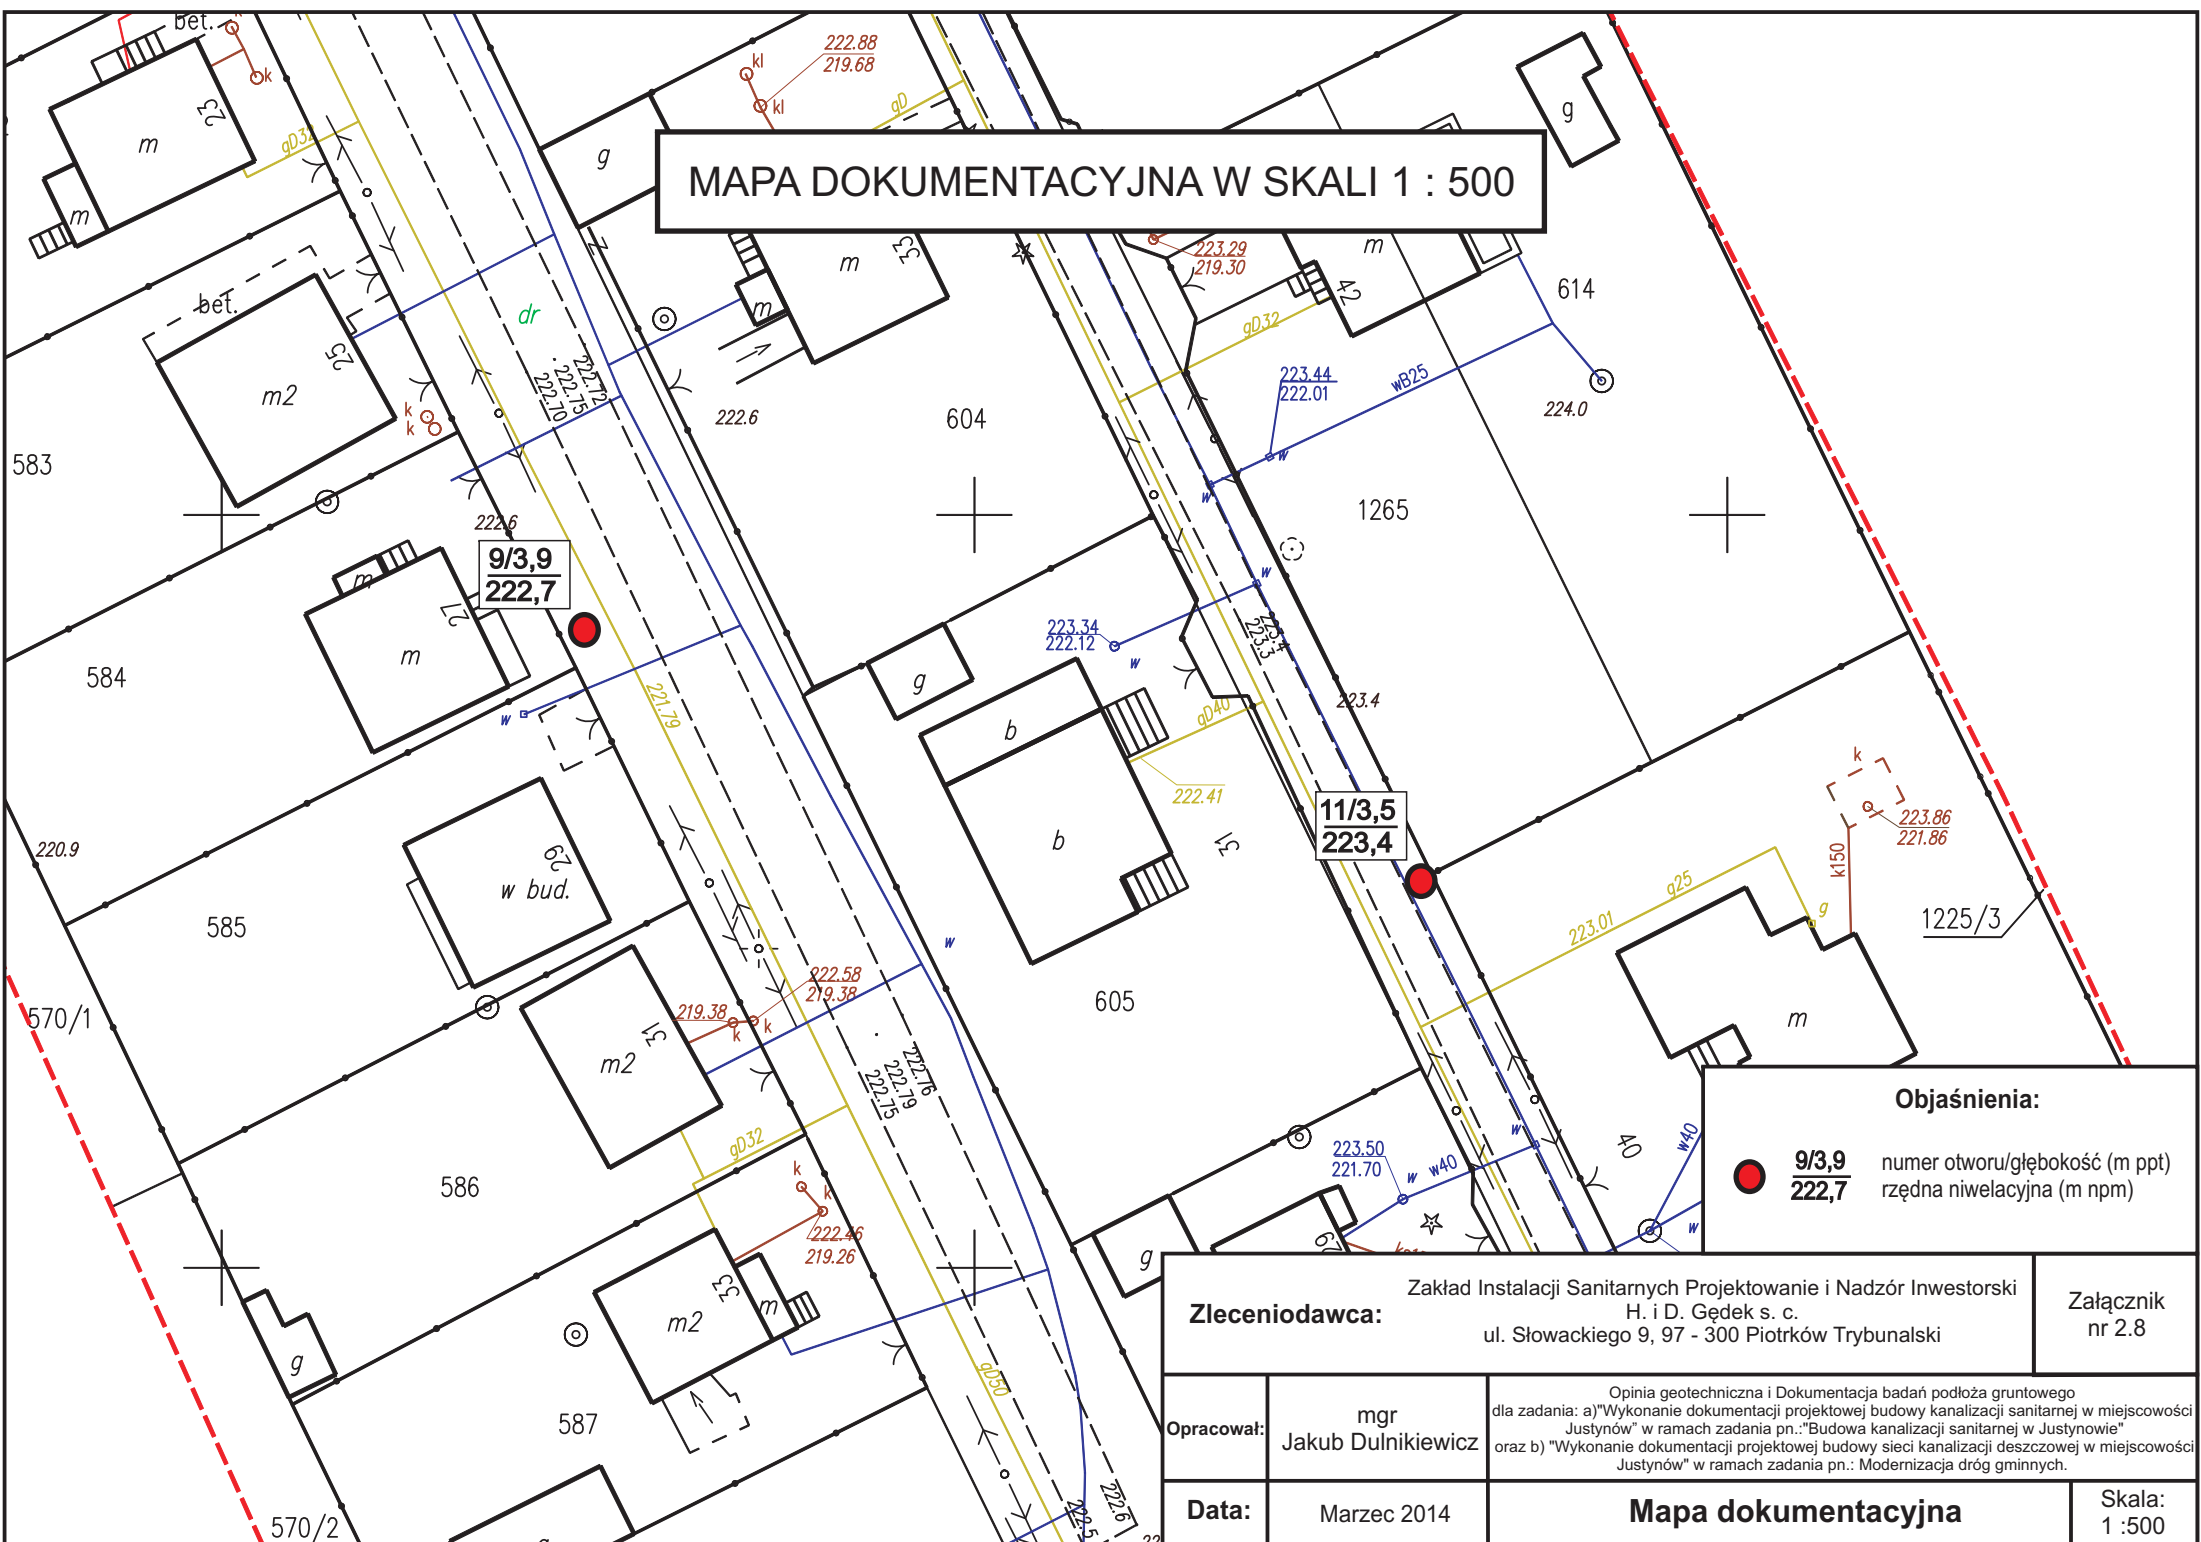 bet.
k
222.88
219.68
kl
kl
gD
23
m
gD32
g
g
m
MAPA DOKUMENTACYJNA W SKALI 1 : 500
33
m
m
223.29
219.30
m
42
614
bet.
dr
gD32
25
m2
222.72
222.75
222.70
222.6
604
223.44
222.01
wB25
224.0
k
k
583
w
w
1265
222.6
9/3,9
222,7
m
27
m
584
w
223.34
222.12
w
223.4
223.3
g
221.79
w
b
gD40
223.4
222.41
b
31
11/3,5
223,4
k
223.86
221.86
k150
g25
g
223.01
1225/3
220.9
29
w bud.
585
w
222.58
219.38
219.38
k
k
570/1
31
m2
605
m
222.76
222.79
222.75
gD32
586
k
k
222.46
219.26
223.50
221.70
w
w40
w
40
w40
w
29
g
33
m
m2
g
gD50
587
570/2
222.6
222.5
Objaśnienia:
9/3,9
222,7
numer otworu/głębokość (m ppt)
rzędna niwelacyjna (m npm)
Zleceniodawca:
Zakład Instalacji Sanitarnych Projektowanie i Nadzór Inwestorski
H. i D. Gędek s. c.
ul. Słowackiego 9, 97 - 300 Piotrków Trybunalski
Załącznik
nr 2.8
Opracował:
mgr
Jakub Dulnikiewicz
Opinia geotechniczna i Dokumentacja badań podłoża gruntowego
dla zadania: a)"Wykonanie dokumentacji projektowej budowy kanalizacji sanitarnej w miejscowości
Justynów" w ramach zadania pn.:"Budowa kanalizacji sanitarnej w Justynowie"
oraz b) "Wykonanie dokumentacji projektowej budowy sieci kanalizacji deszczowej w miejscowości
Justynów" w ramach zadania pn.: Modernizacja dróg gminnych.
Data:
Marzec 2014
Mapa dokumentacyjna
Skala:
1 :500